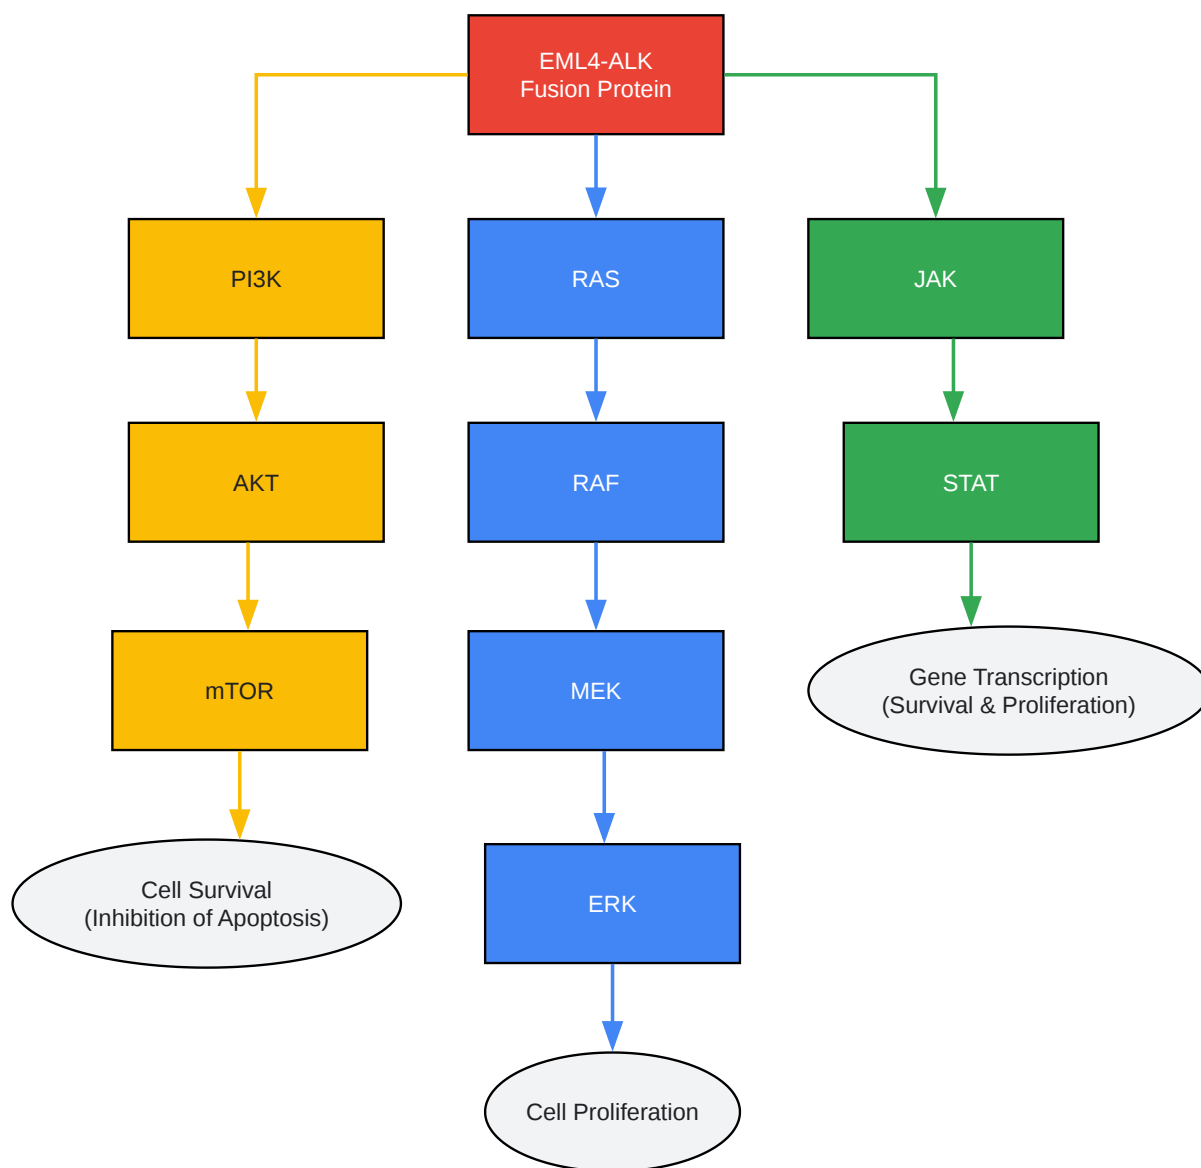 EML4-ALK
Fusion Protein
PI3K
RAS
JAK
AKT
RAF
STAT
mTOR
MEK
Gene Transcription
(Survival & Proliferation)
Cell Survival
(Inhibition of Apoptosis)
ERK
Cell Proliferation